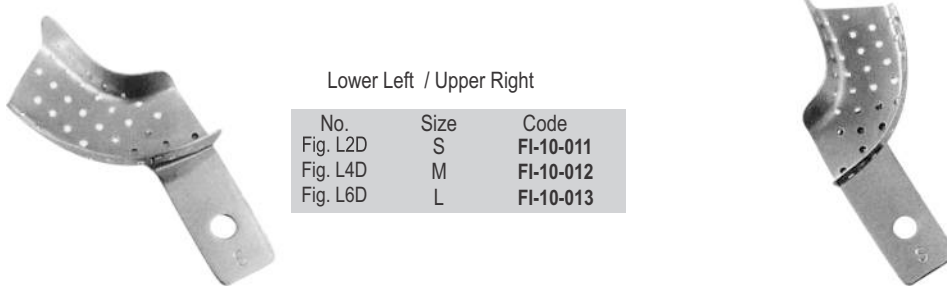 Lower Left / Upper Right
No. Size Code
Fig. L2D S FI-10-011
Fig. L4D M FI-10-012
Fig. L6D L FI-10-013